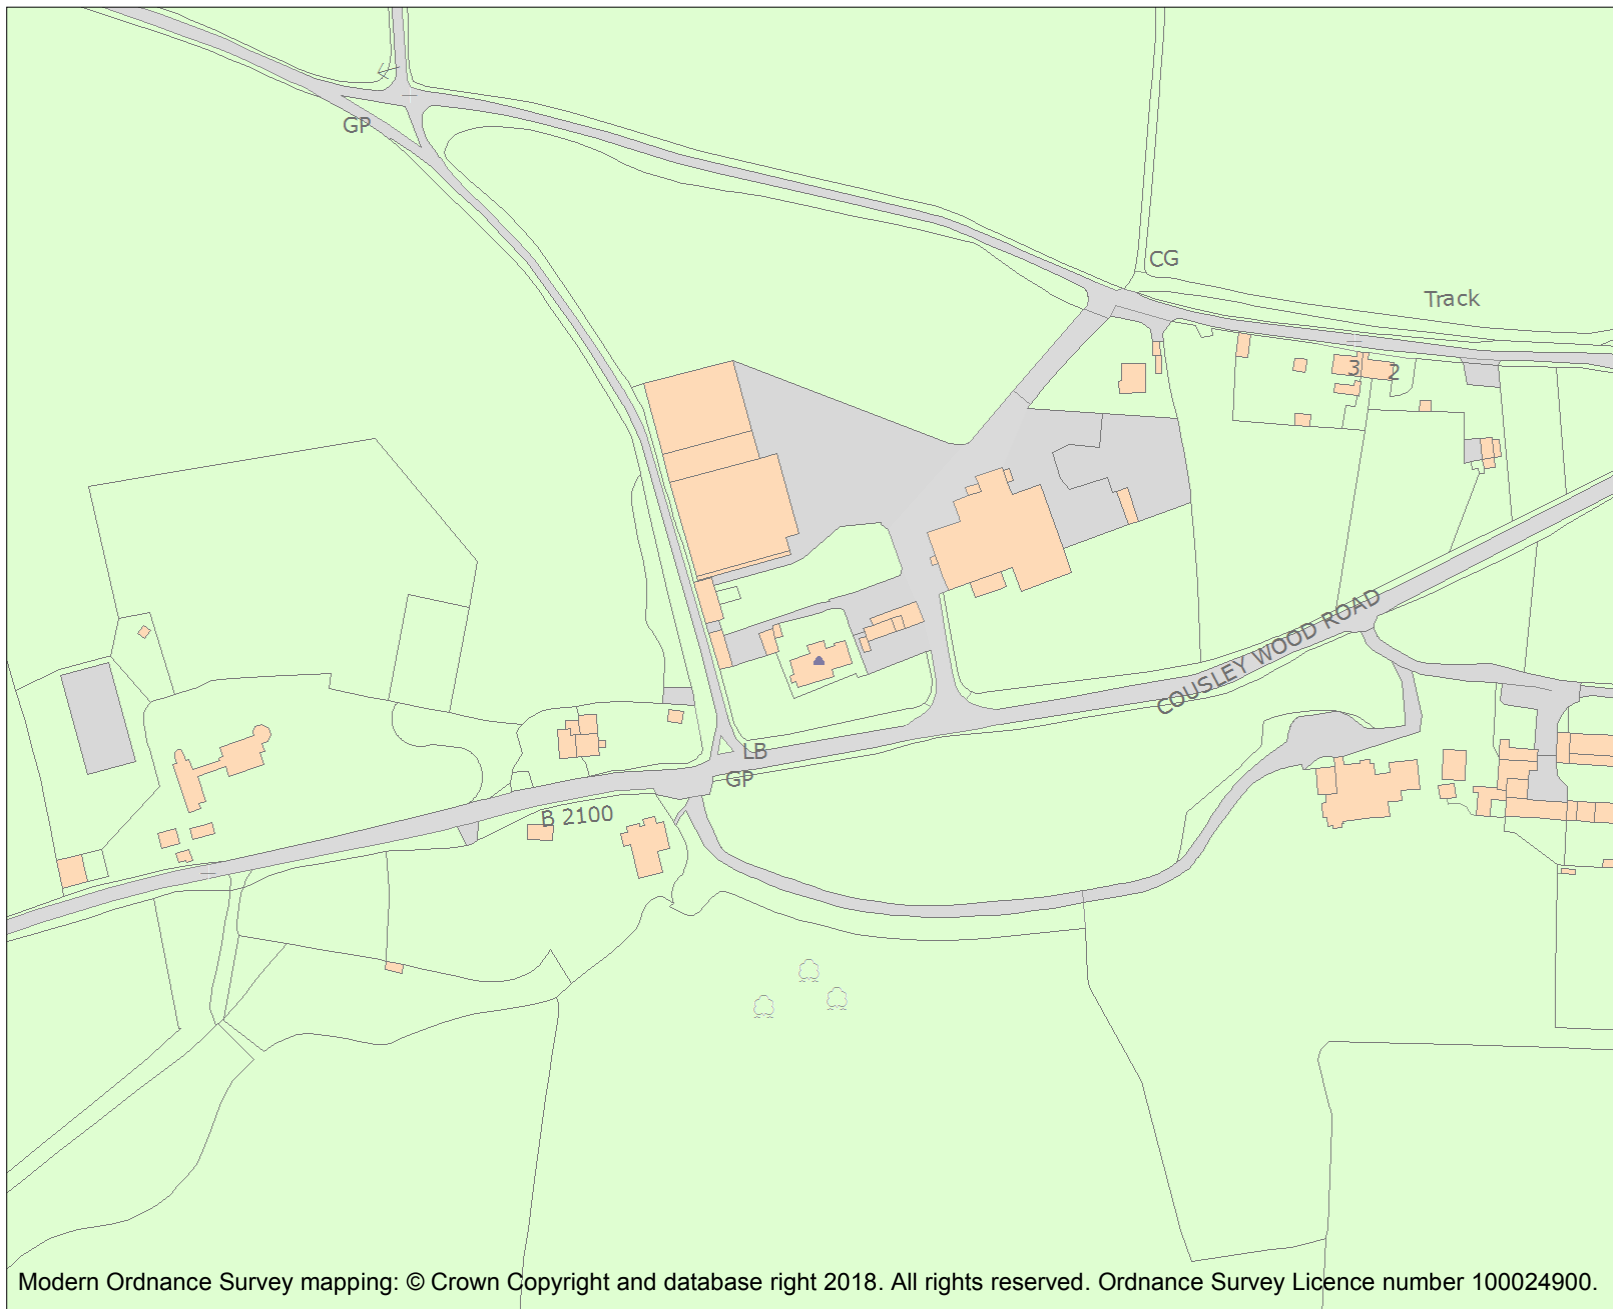 GP
CG
Track
3
2
COUSLEY WOOD ROAD
LB
GP
B 2100
Modern Ordnance Survey mapping: © Crown Copyright and database right 2018. All rights reserved. Ordnance Survey Licence number 100024900.